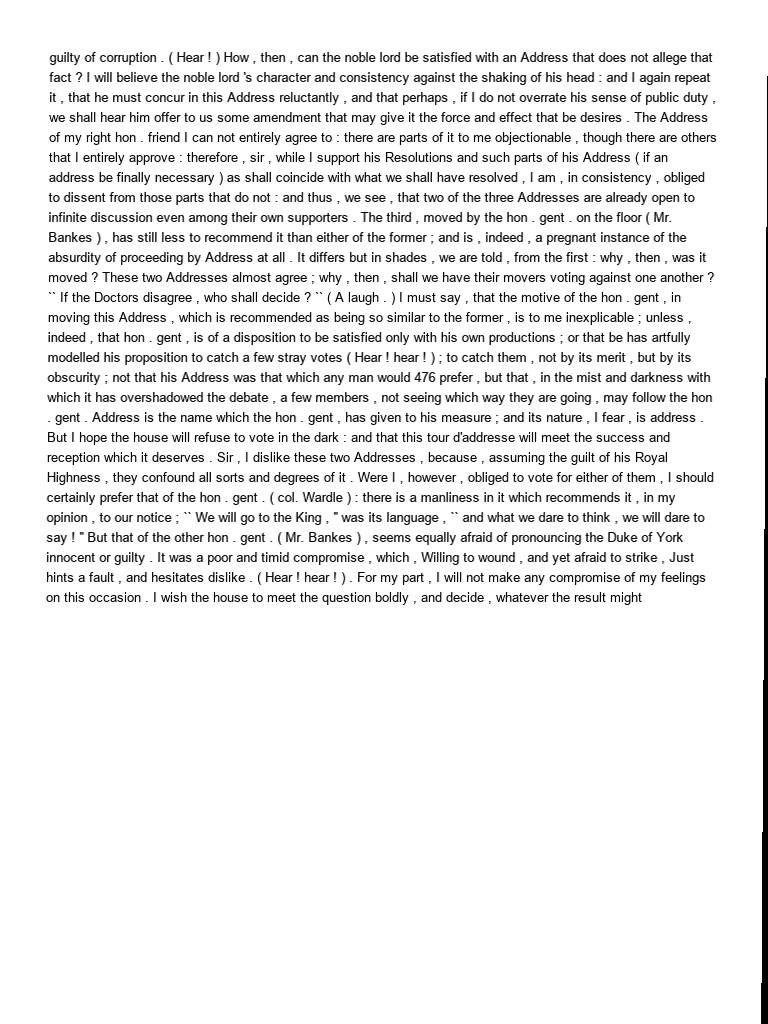 guilty of corruption . ( Hear ! ) How , then , can the noble lord be satisfied with an Address that does not allege that
fact ? I will believe the noble lord 's character and consistency against the shaking of his head : and I again repeat
it , that he must concur in this Address reluctantly , and that perhaps , if I do not overrate his sense of public duty ,
we shall hear him offer to us some amendment that may give it the force and effect that be desires . The Address
of my right hon . friend I can not entirely agree to : there are parts of it to me objectionable , though there are others
that I entirely approve : therefore , sir , while I support his Resolutions and such parts of his Address ( if an
address be finally necessary ) as shall coincide with what we shall have resolved , I am , in consistency , obliged
to dissent from those parts that do not : and thus , we see , that two of the three Addresses are already open to
infinite discussion even among their own supporters . The third , moved by the hon . gent . on the floor ( Mr.
Bankes ) , has still less to recommend it than either of the former ; and is , indeed , a pregnant instance of the
absurdity of proceeding by Address at all . It differs but in shades , we are told , from the first : why , then , was it
moved ? These two Addresses almost agree ; why , then , shall we have their movers voting against one another ?
`` If the Doctors disagree , who shall decide ? `` ( A laugh . ) I must say , that the motive of the hon . gent , in
moving this Address , which is recommended as being so similar to the former , is to me inexplicable ; unless ,
indeed , that hon . gent , is of a disposition to be satisfied only with his own productions ; or that be has artfully
modelled his proposition to catch a few stray votes ( Hear ! hear ! ) ; to catch them , not by its merit , but by its
obscurity ; not that his Address was that which any man would 476 prefer , but that , in the mist and darkness with
which it has overshadowed the debate , a few members , not seeing which way they are going , may follow the hon
. gent . Address is the name which the hon . gent , has given to his measure ; and its nature , I fear , is address .
But I hope the house will refuse to vote in the dark : and that this tour d'addresse will meet the success and
reception which it deserves . Sir , I dislike these two Addresses , because , assuming the guilt of his Royal
Highness , they confound all sorts and degrees of it . Were I , however , obliged to vote for either of them , I should
certainly prefer that of the hon . gent . ( col. Wardle ) : there is a manliness in it which recommends it , in my
opinion , to our notice ; `` We will go to the King , '' was its language , `` and what we dare to think , we will dare to
say ! '' But that of the other hon . gent . ( Mr. Bankes ) , seems equally afraid of pronouncing the Duke of York
innocent or guilty . It was a poor and timid compromise , which , Willing to wound , and yet afraid to strike , Just
hints a fault , and hesitates dislike . ( Hear ! hear ! ) . For my part , I will not make any compromise of my feelings
on this occasion . I wish the house to meet the question boldly , and decide , whatever the result might